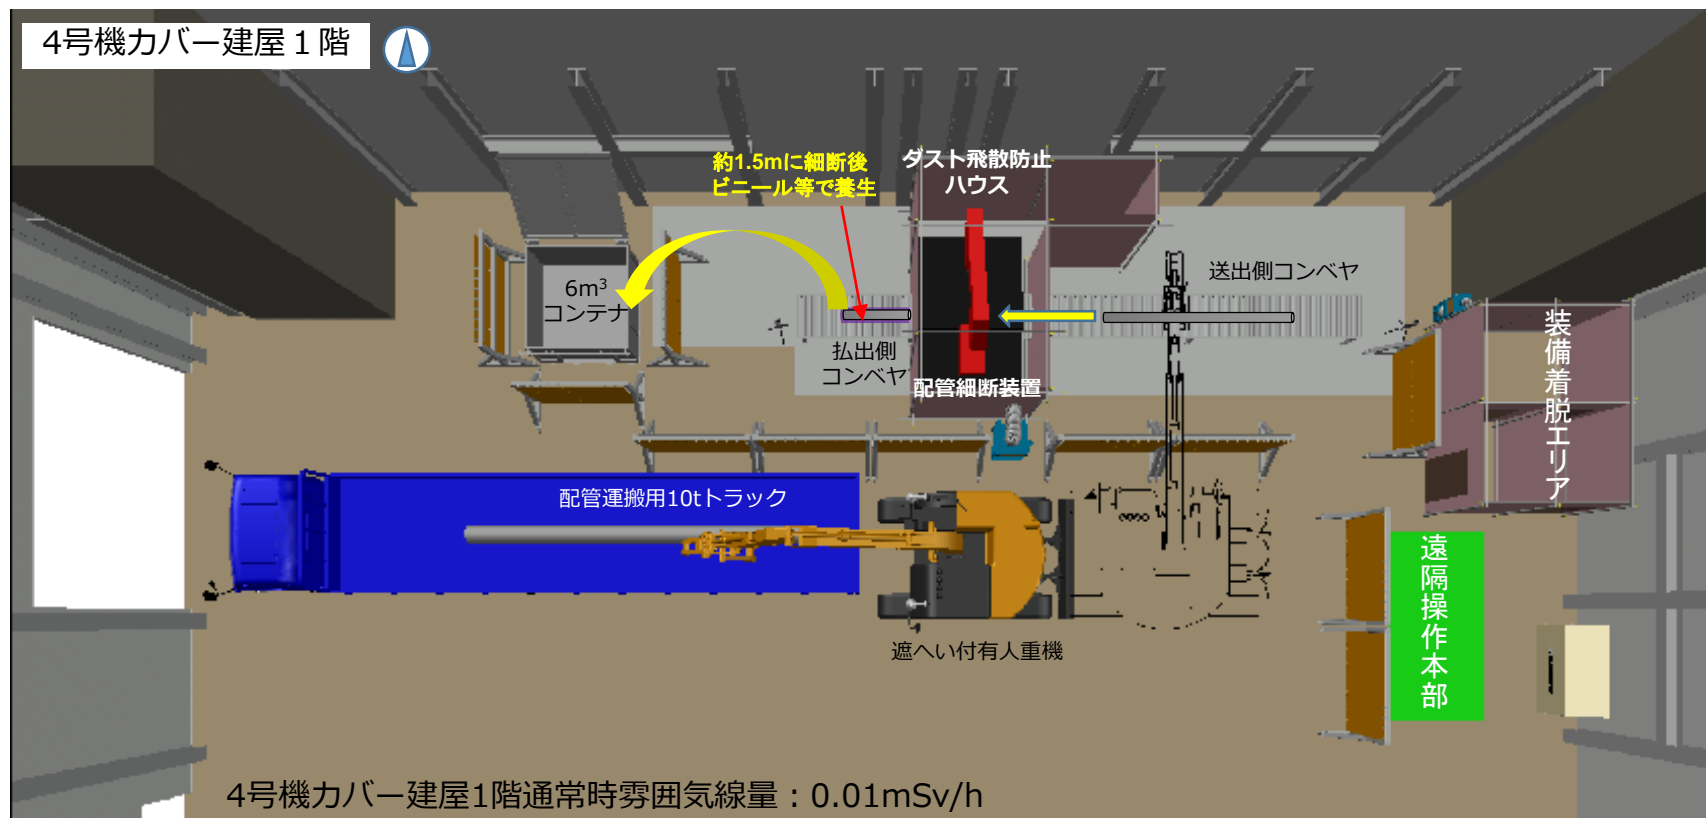 4号機カバー建屋１階
約1.5mに細断後
ビニール等で養生
ダスト飛散防止
ハウス
送出側コンベヤ
6m³
コンテナ
払出側
コンベヤ
配管細断装置
装備着脱エリア
配管運搬用10tトラック
遮へい付有人重機
遠隔操作本部
4号機カバー建屋1階通常時雰囲気線量：0.01mSv/h